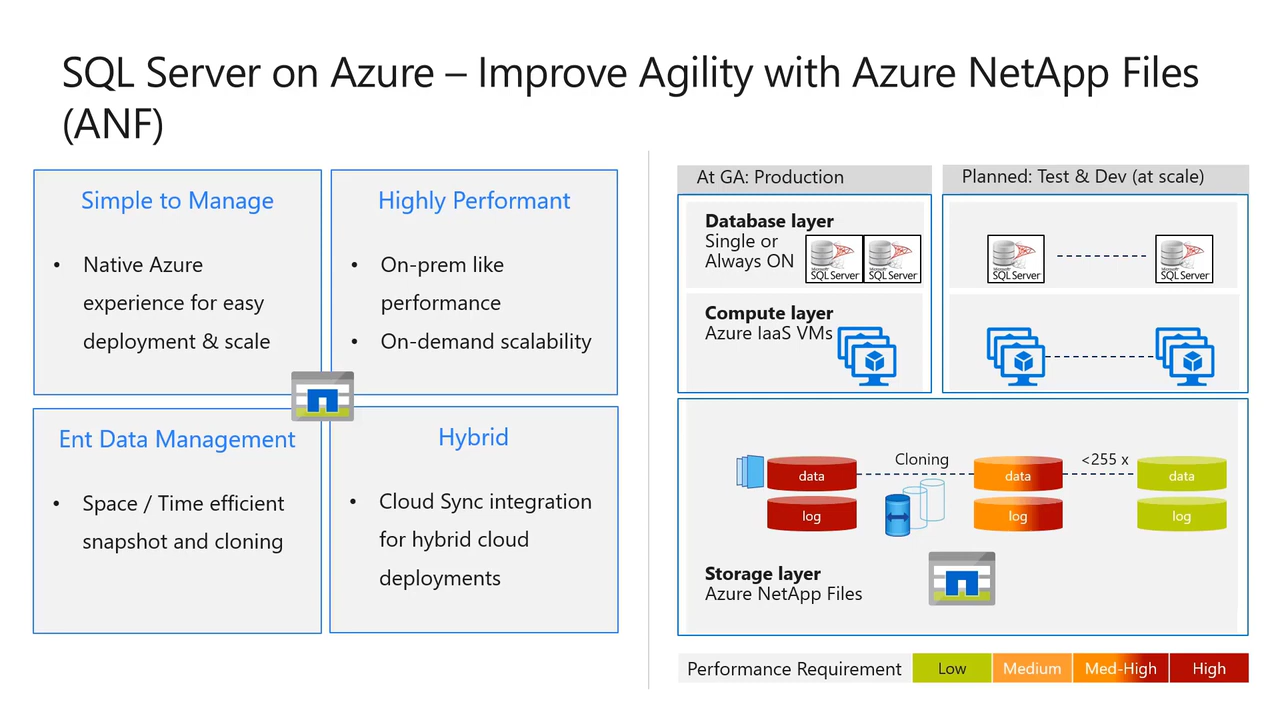 SQL Server on Azure – Improve Agility with Azure NetApp Files
(ANF)
Simple to Manage
• Native Azure
experience for easy
deployment & scale
Highly Performant
• On-prem like
performance
• On-demand scalability
Ent Data Management
• Space / Time efficient
snapshot and cloning
Hybrid
• Cloud Sync integration
for hybrid cloud
deployments
At GA: Production
Planned: Test & Dev (at scale)
Database layer
Single or
Always ON
Microsoft
SQL Server
Microsoft
SQL Server
Microsoft
SQL Server
Microsoft
SQL Server
Compute layer
Azure IaaS VMs
Cloning
<255 x
data
data
data
log
log
log
Storage layer
Azure NetApp Files
Performance Requirement
Low
Medium
Med-High
High